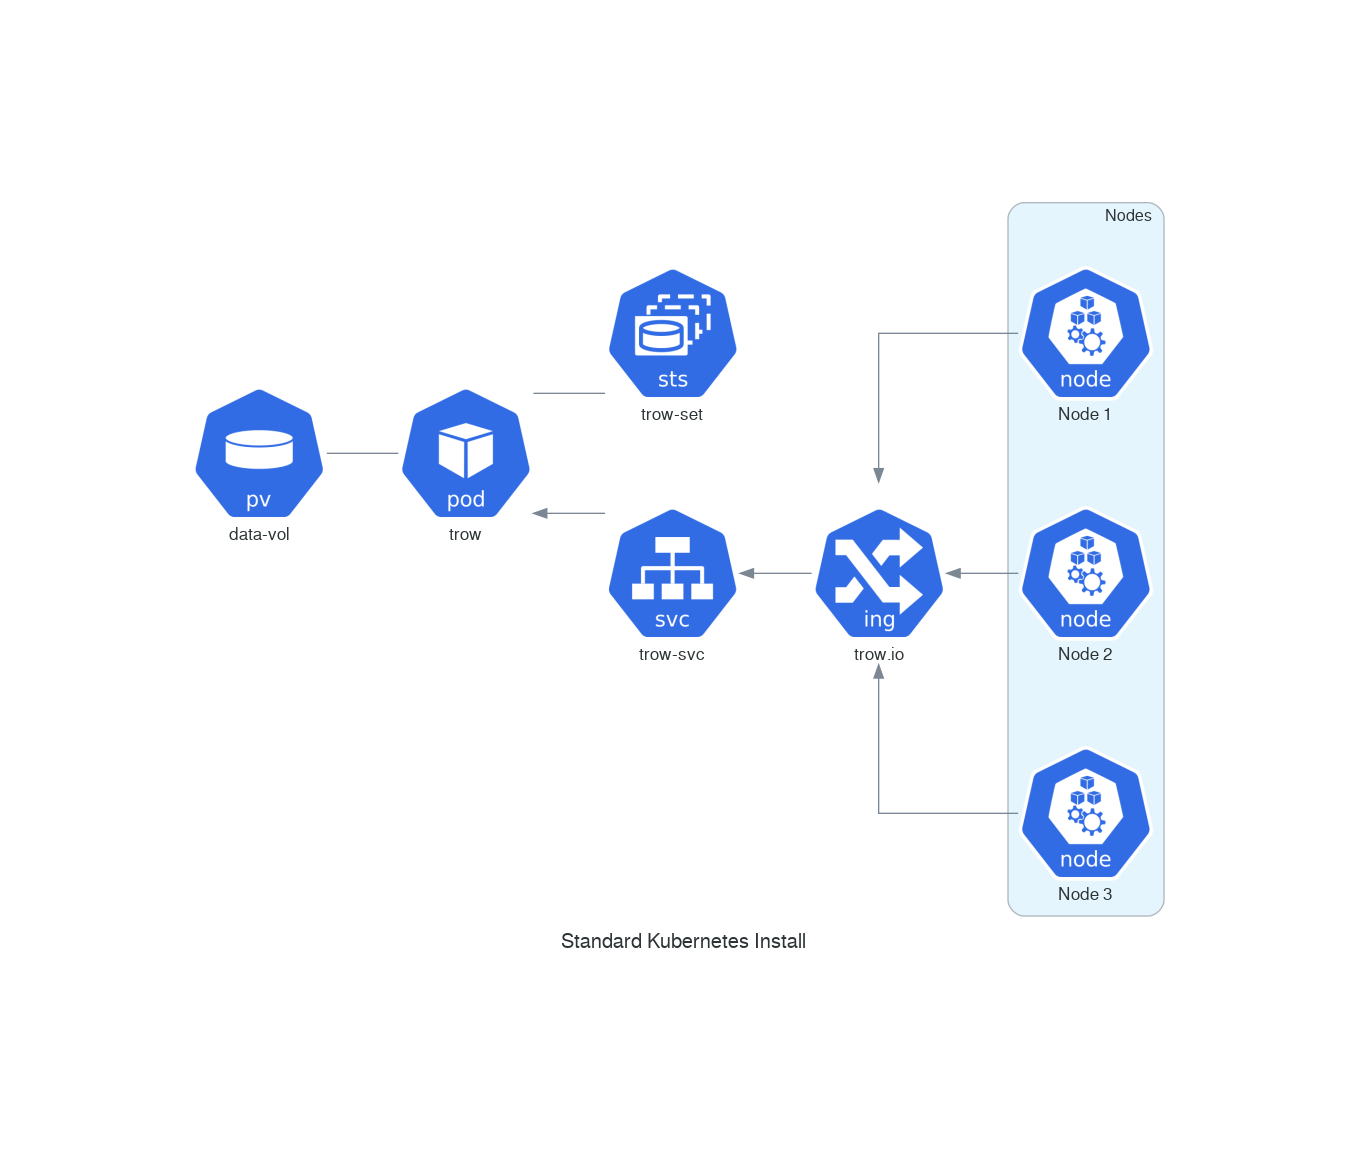 Nodes
node
Node 1
sts
trow-set
pv
data-vol
pod
trow
svc
trow-svc
ing
trow.io
node
Node 2
node
Node 3
Standard Kubernetes Install